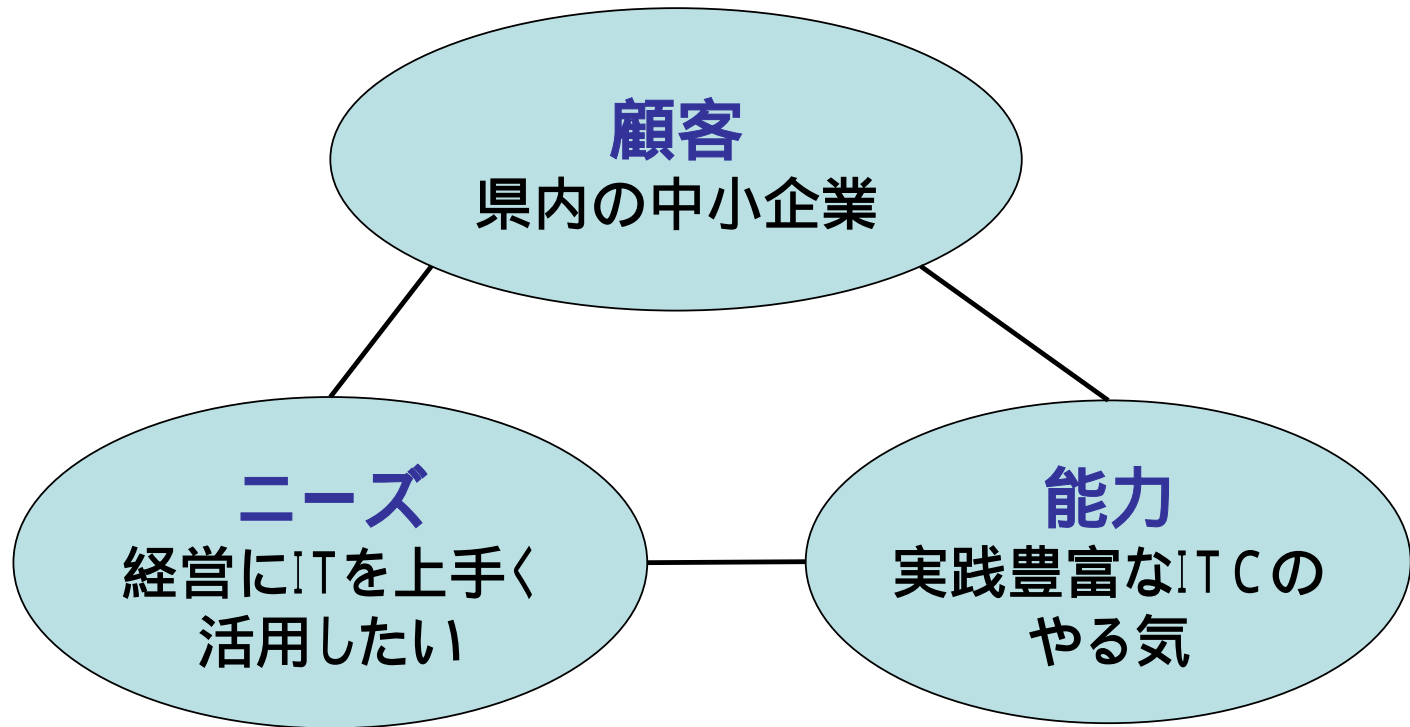 顧客
県内の中小企業
ニーズ
経営にITを上手く
活用したい
能力
実践豊富なITCの
やる気